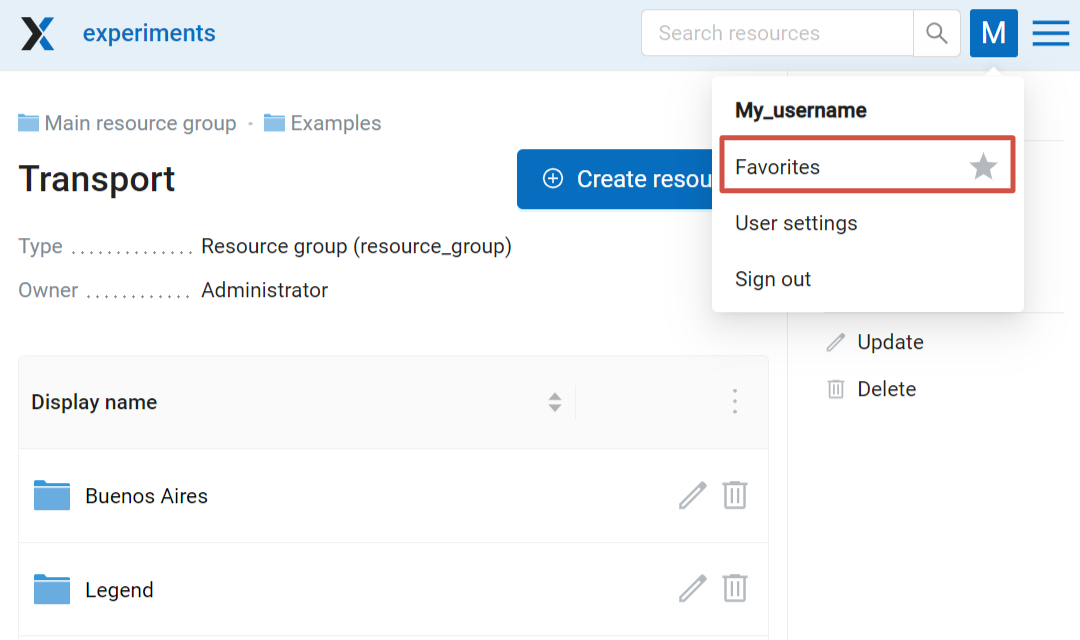 experiments
Search resources
M
My_username
Favorites
User settings
Sign out
Main resource group · Examples
Transport
Create resou
Type ............. Resource group (resource_group)
Owner ............ Administrator
Update
Delete
Display name
Buenos Aires
Legend